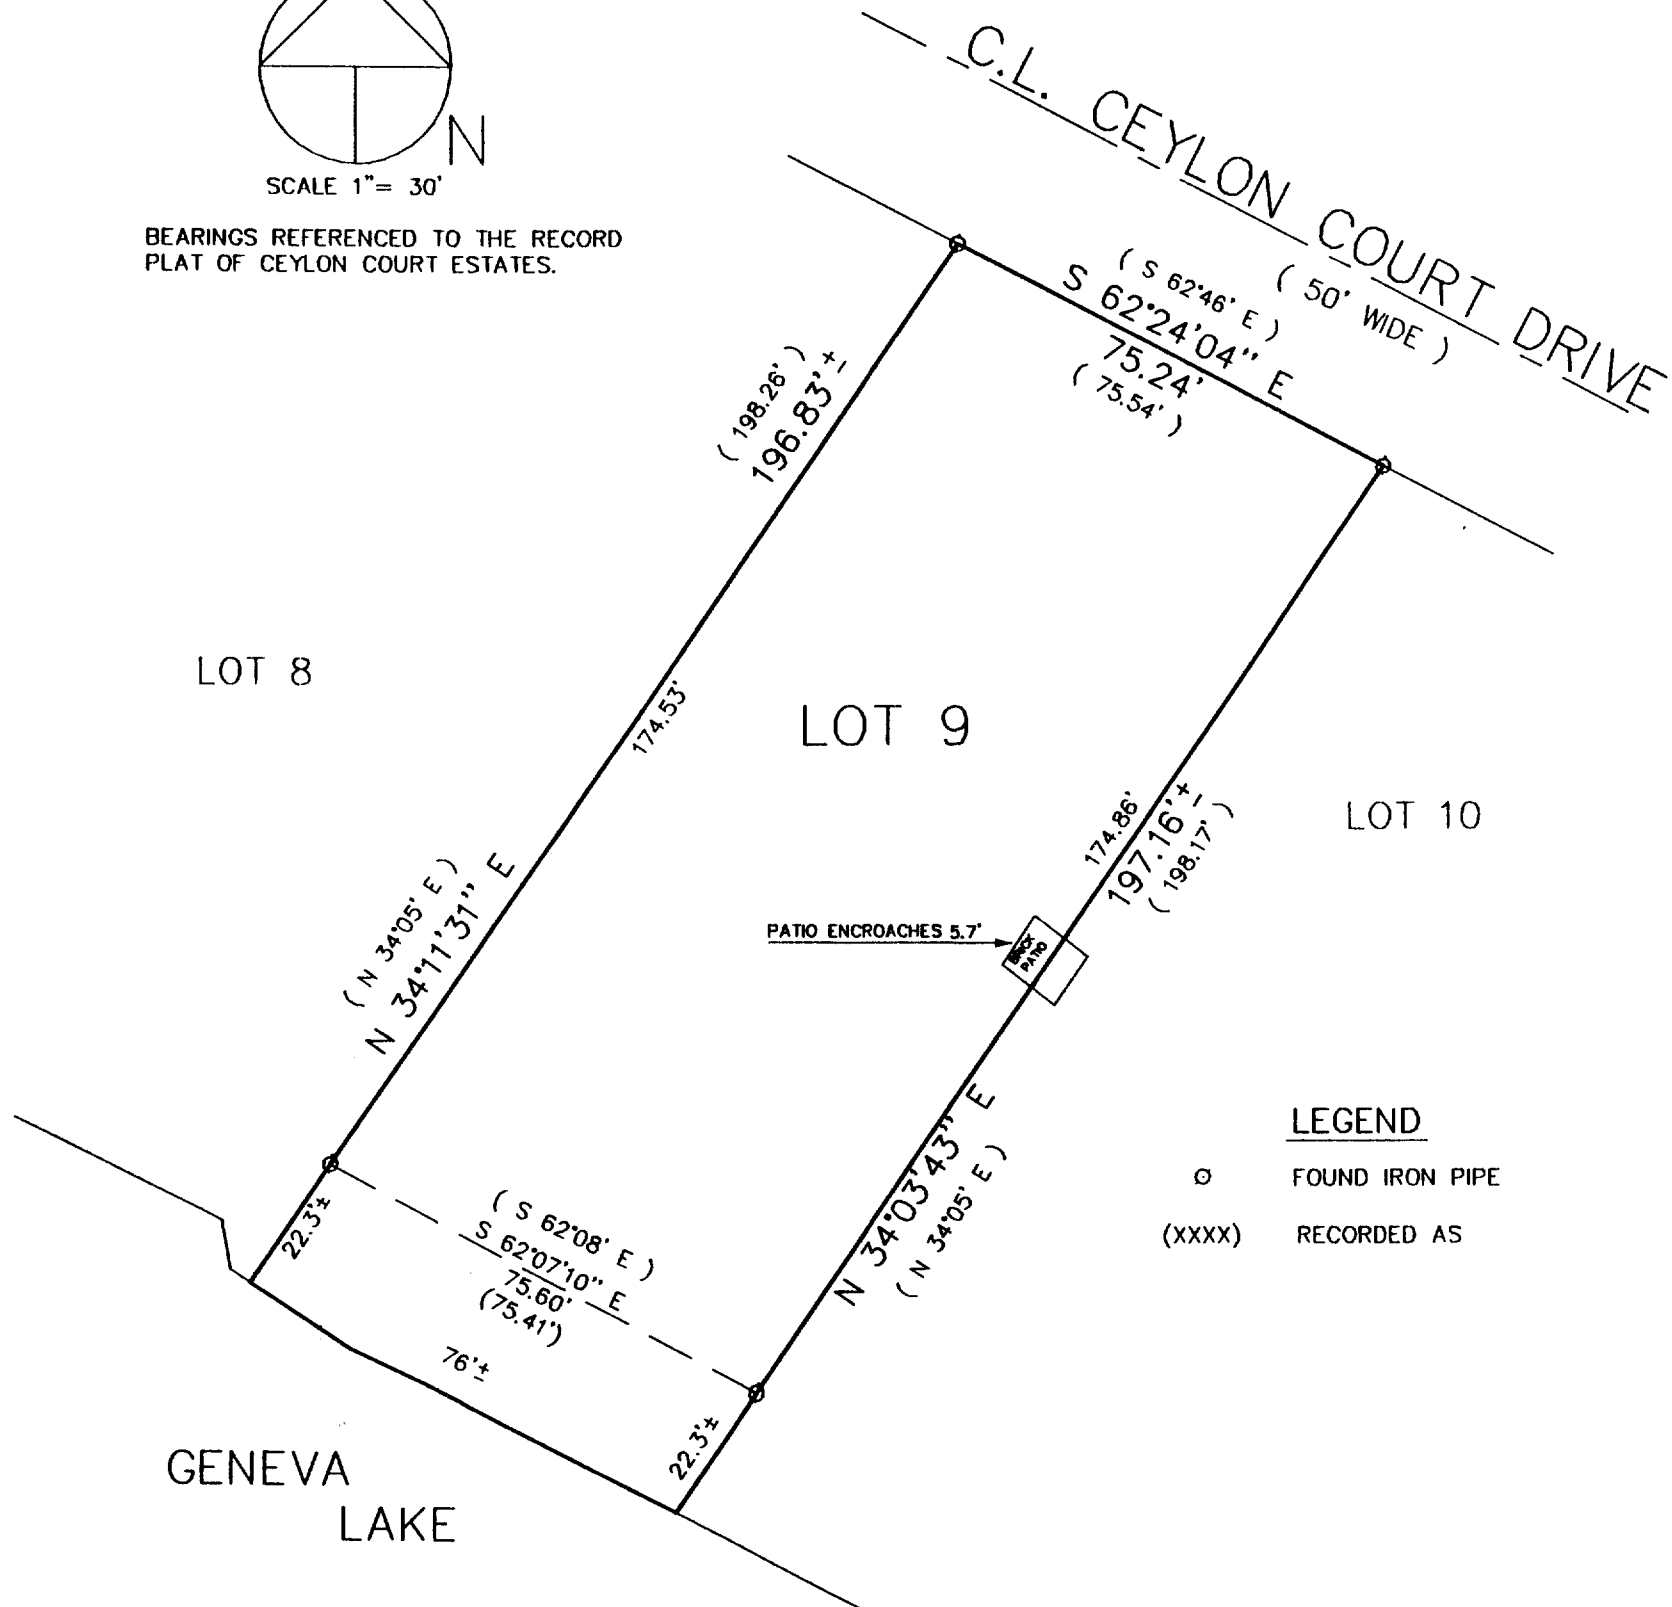 C.L. CEYLON COURT DRIVE
( 50' WIDE )
N
SCALE 1"= 30'
BEARINGS REFERENCED TO THE RECORD
PLAT OF CEYLON COURT ESTATES.
( S 62°46' E )
S 62°24'04" E
75.24'
( 75.54' )
( 198.26' )
196.83'±
174.53'
LOT 8
LOT 9
LOT 10
174.86'
197.16'±
( 198.17' )
( N 34°05' E )
N 34°11'31" E
PATIO ENCROACHES 5.7'
BRICK
PATIO
N 34°03'43" E
( N 34°05' E )
LEGEND
FOUND IRON PIPE
(XXXX) RECORDED AS
22.3'±
( S 62°08' E )
S 62°07'10" E
75.60'
(75.41')
76'±
22.3'±
GENEVA
LAKE